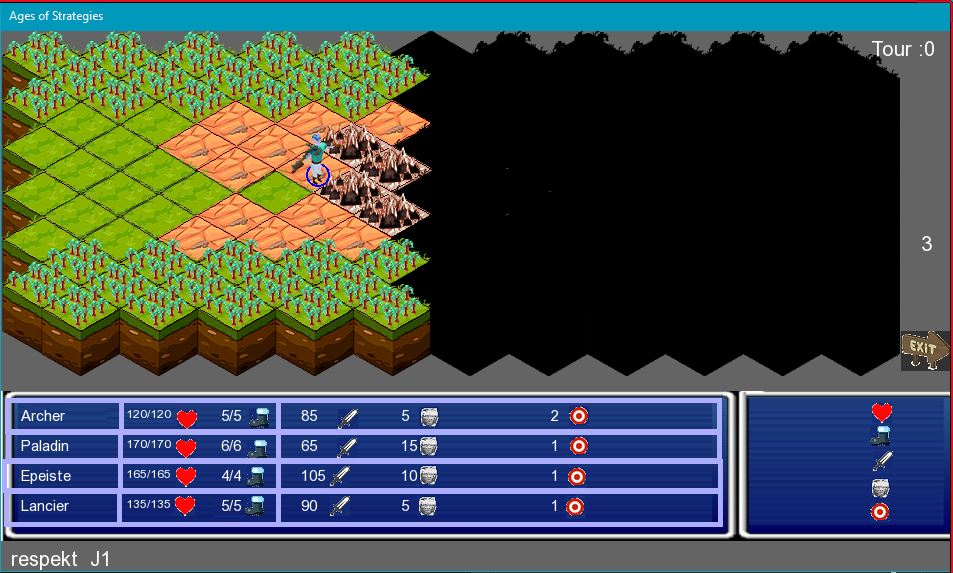 Ages of Strategies
Tour :0
3
EXIT
Archer 120/120 5/5 85 5 2
Paladin 170/170 6/6 65 15 1
Epeiste 165/165 4/4 105 10 1
Lancier 135/135 5/5 90 5 1
respekt J1